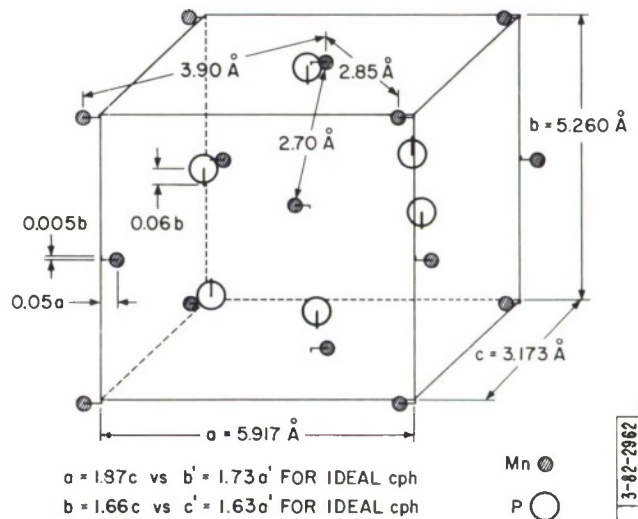 3.90 Å
2.85 Å
2.70 Å
b = 5.260 Å
0.005b
0.06b
0.05a
c = 3.173 Å
a = 5.917 Å
a = 1.87c vs b' = 1.73a' FOR IDEAL cph
b = 1.66c vs c' = 1.63a' FOR IDEAL cph
Mn
P
3-82-2962